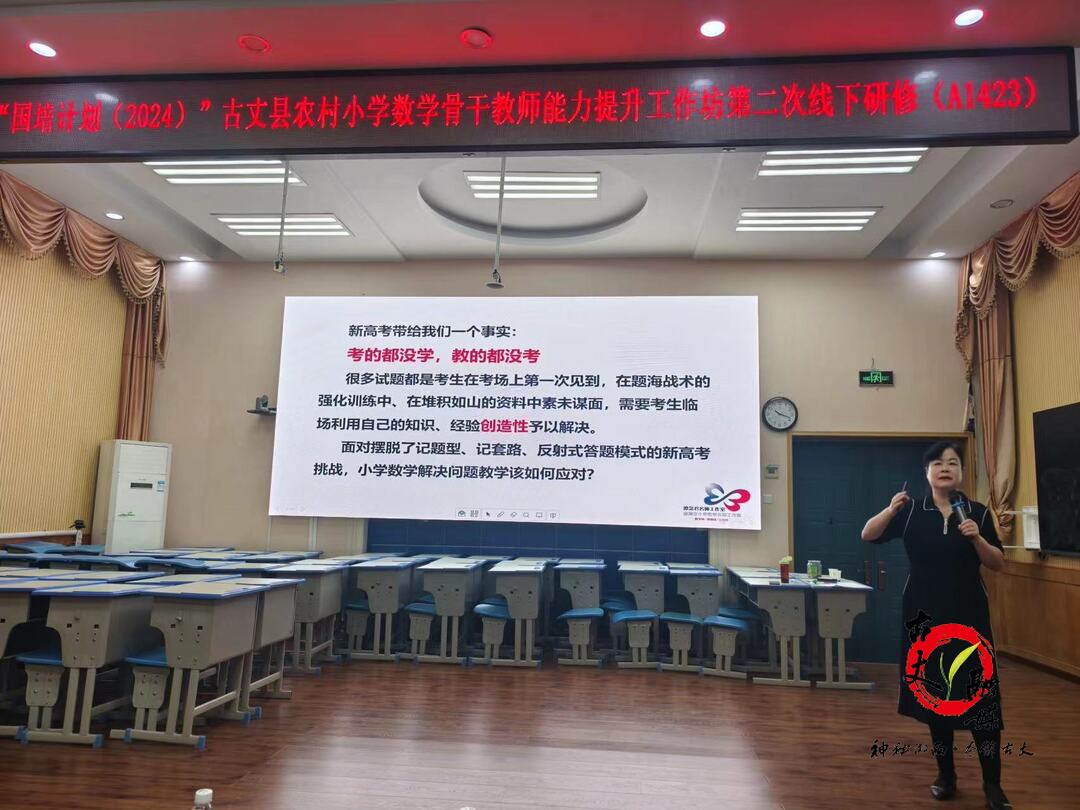 “国培计划（2024）”古丈县农村小学数学骨干教师能力提升工作坊第二次线下研修（A1423）
新高考带给我们一个事实：
考的都没学，教的都没考
很多试题都是考生在考场上第一次见到，在题海战术的
强化训练中、在堆积如山的资料中素未谋面，需要考生临
场利用自己的知识、经验创造性予以解决。
面对摆脱了记题型、记套路、反射式答题模式的新高考
挑战，小学数学解决问题教学该如何应对？
名师工作室
古丈融媒
神秘湘西·太美古丈